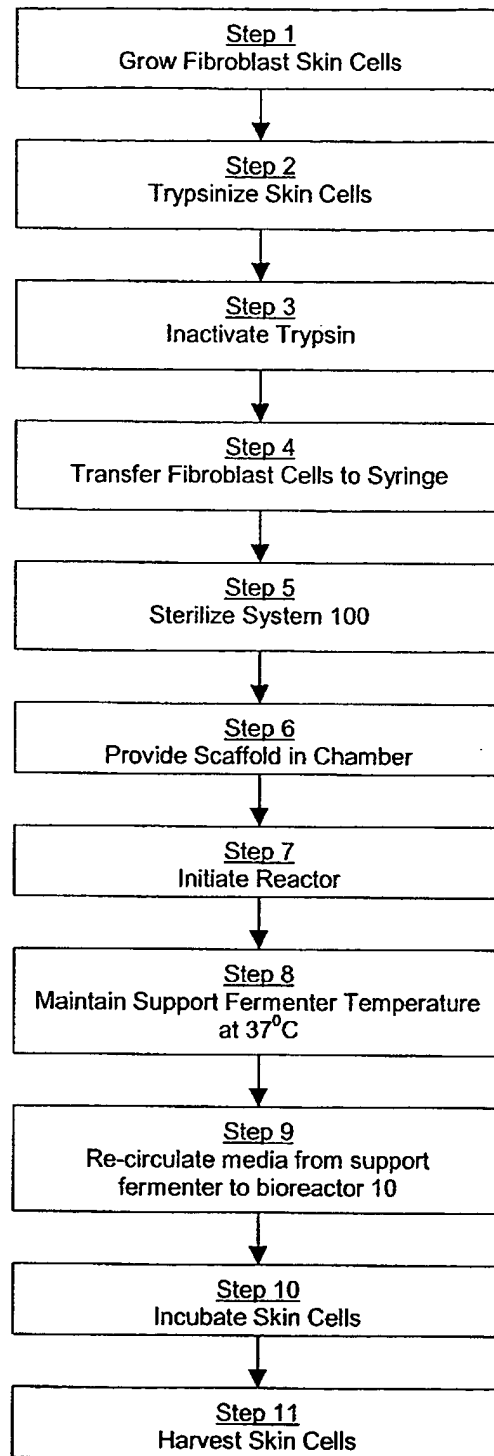 Step 1
Grow Fibroblast Skin Cells
Step 2
Trypsinize Skin Cells
Step 3
Inactivate Trypsin
Step 4
Transfer Fibroblast Cells to Syringe
Step 5
Sterilize System 100
Step 6
Provide Scaffold in Chamber
Step 7
Initiate Reactor
Step 8
Maintain Support Fermenter Temperature
at 37⁰C
Step 9
Re-circulate media from support
fermenter to bioreactor 10
Step 10
Incubate Skin Cells
Step 11
Harvest Skin Cells